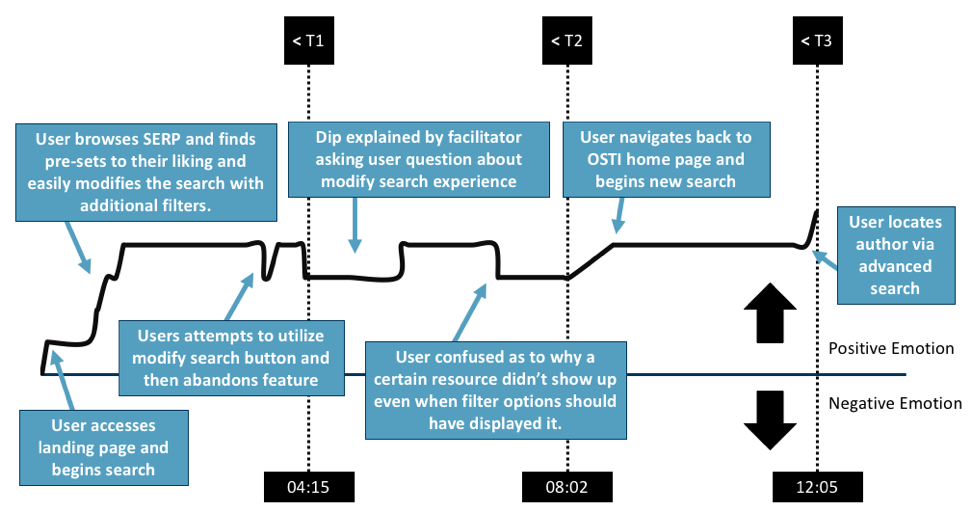 < T1
< T2
< T3
User browses SERP and finds
pre-sets to their liking and
easily modifies the search with
additional filters.
Dip explained by facilitator
asking user question about
modify search experience
User navigates back to
OSTI home page and
begins new search
User locates
author via
advanced
search
Users attempts to utilize
modify search button and
then abandons feature
User confused as to why a
certain resource didn't show up
even when filter options should
have displayed it.
Positive Emotion
Negative Emotion
User accesses
landing page and
begins search
04:15
08:02
12:05